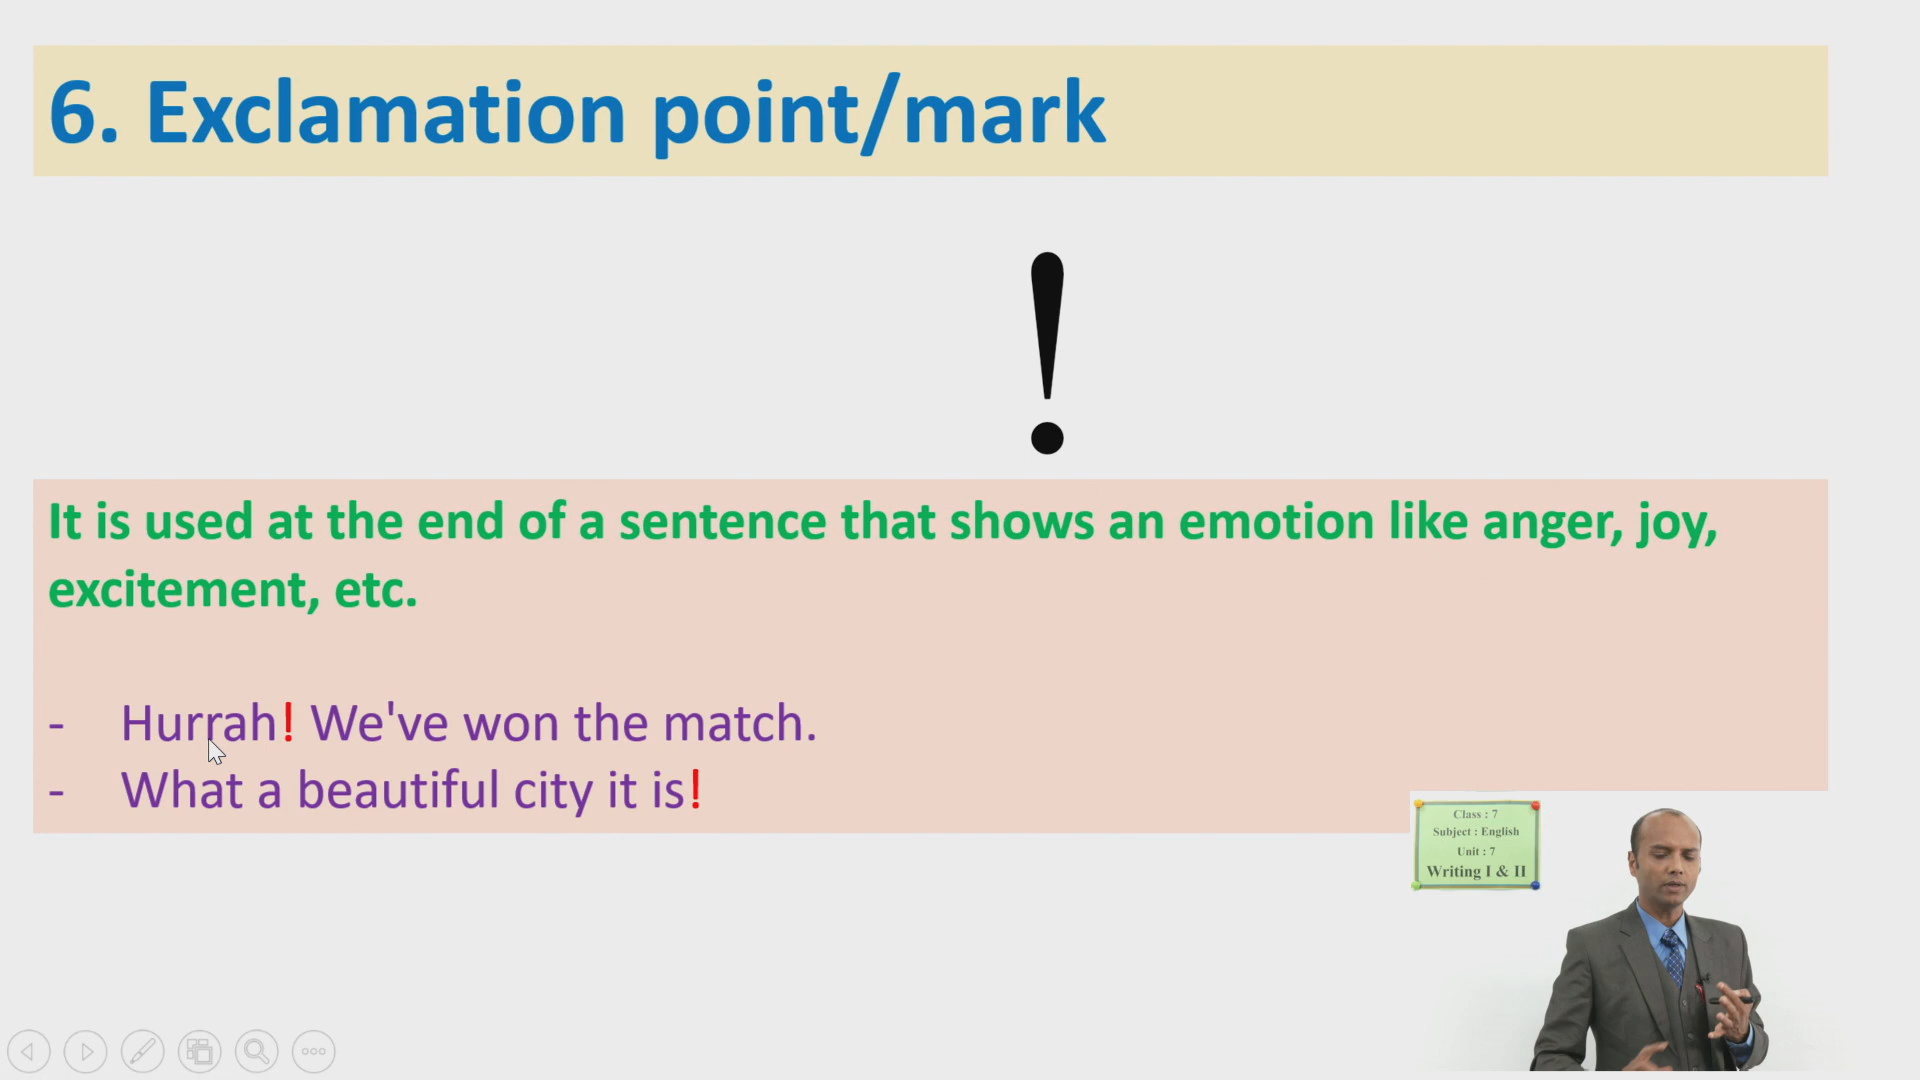 6. Exclamation point/mark
!
It is used at the end of a sentence that shows an emotion like anger, joy,
excitement, etc.
- Hurrah! We've won the match.
- What a beautiful city it is!
Class : 7
Subject : English
Unit : 7
Writing I & II